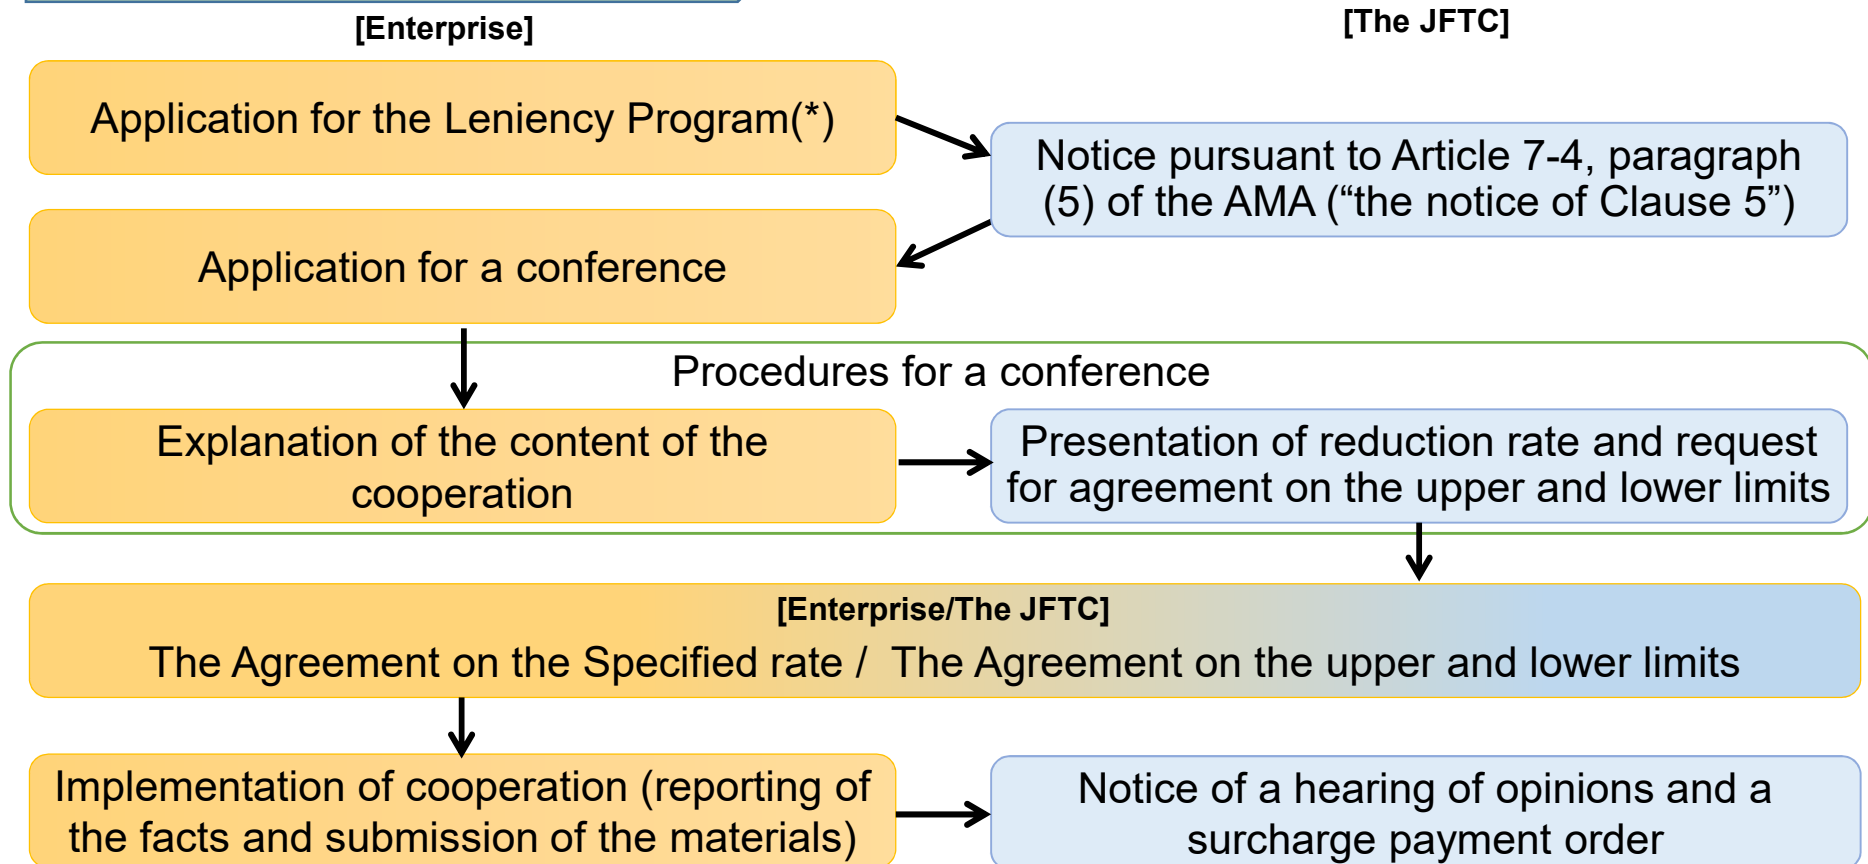 [Enterprise]
[The JFTC]
Application for the Leniency Program(*)
Notice pursuant to Article 7-4, paragraph
(5) of the AMA (“the notice of Clause 5”)
Application for a conference
Procedures for a conference
Explanation of the content of the
cooperation
Presentation of reduction rate and request
for agreement on the upper and lower limits
[Enterprise/The JFTC]
The Agreement on the Specified rate / The Agreement on the upper and lower limits
Implementation of cooperation (reporting of
the facts and submission of the materials)
Notice of a hearing of opinions and a
surcharge payment order